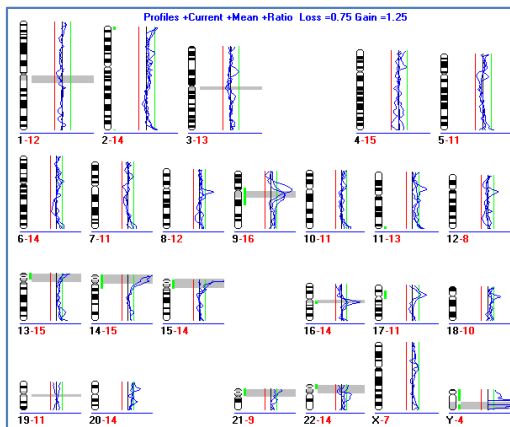 Profiles +Current +Mean +Ratio Loss =0.75 Gain =1.25
1-12 2-14 3-13 4-15 5-11
6-14 7-11 8-12 9-16 10-11 11-13 12-8
13-15 14-15 15-14 16-14 17-11 18-10
19-11 20-14 21-9 22-14 X-7 Y-4